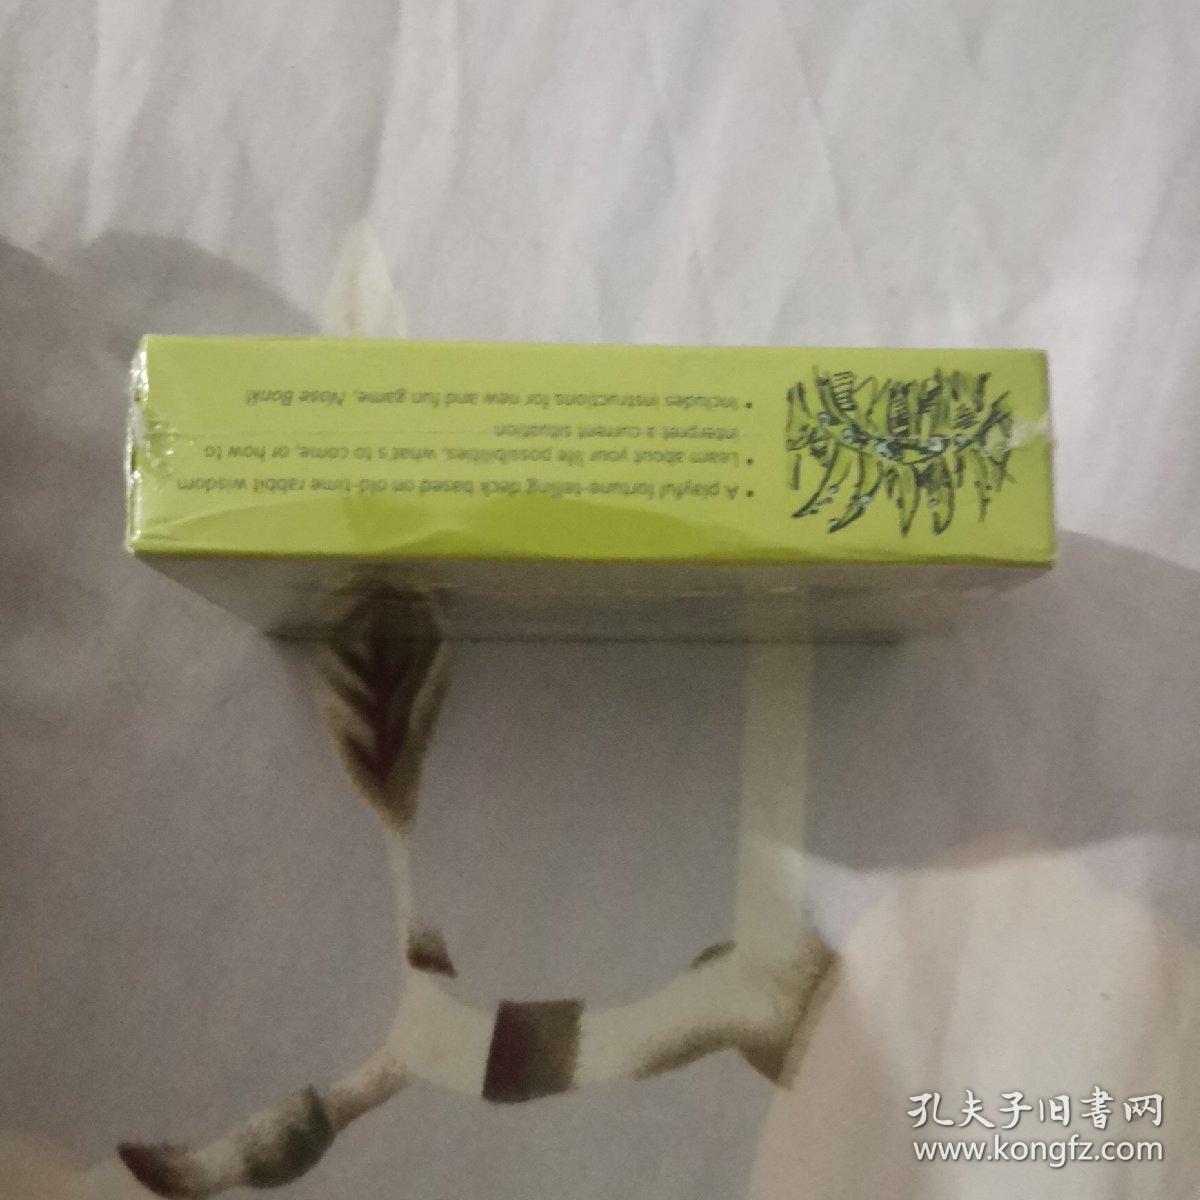 • A playful fortune-telling deck based on old-time rabbit wisdom
• Learn about your life possibilities, what's to come, or how to
interpret a current situation
• Includes instructions for new and fun game, Nose Bonk!
孔夫子旧書网
www.kongfz.com